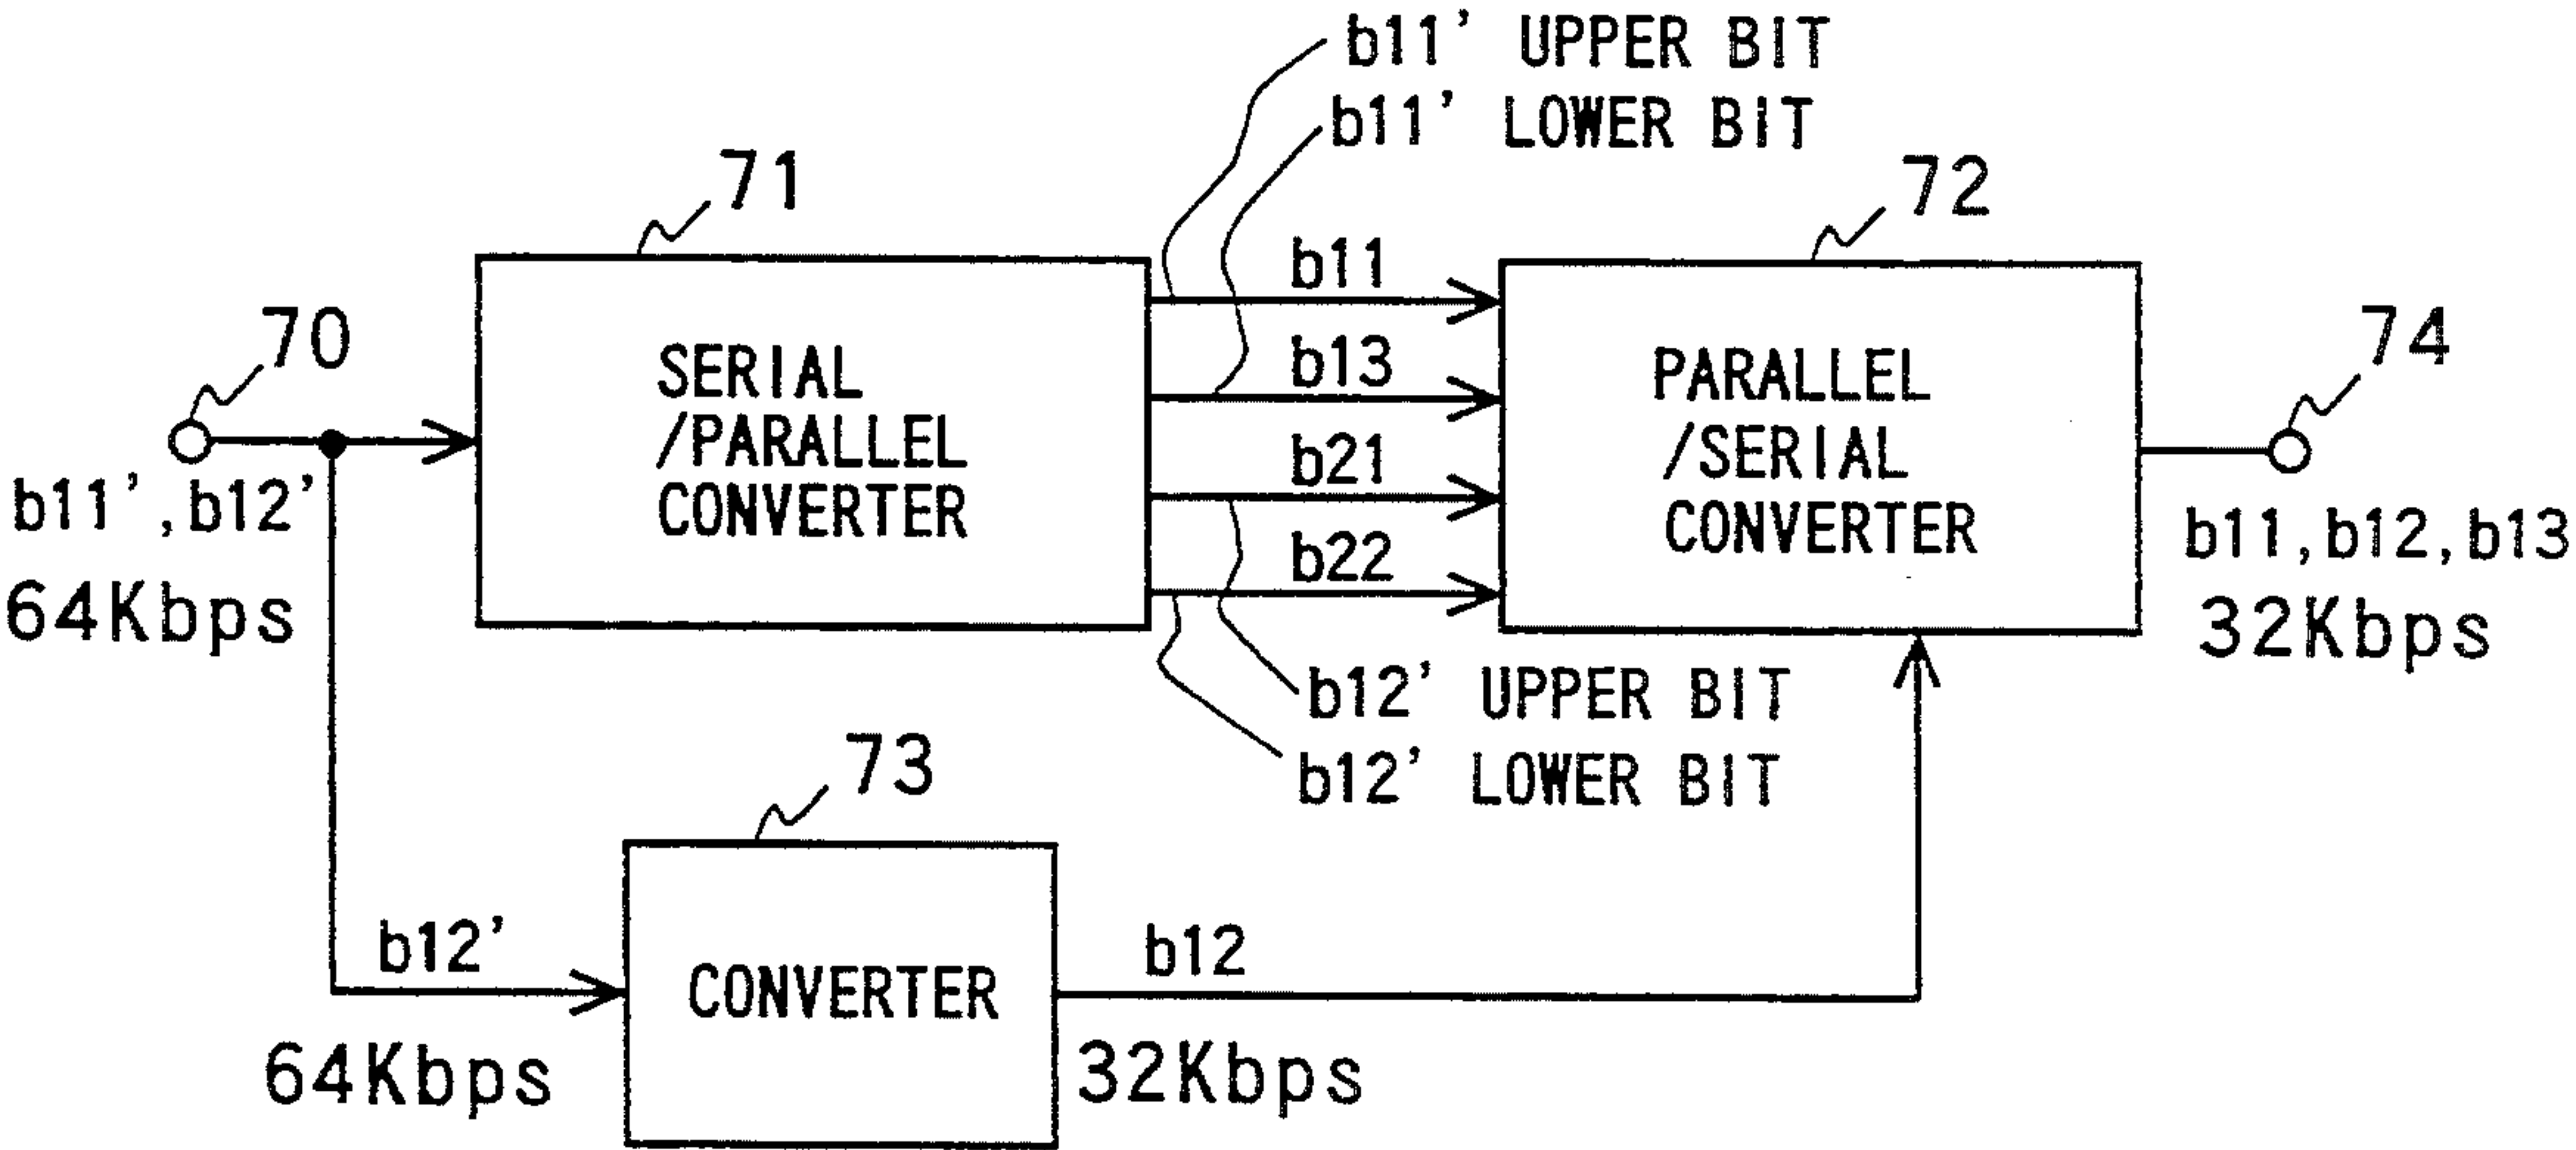 b11' UPPER BIT
b11' LOWER BIT
71
72
b11
70
74
b13
SERIAL
/PARALLEL
CONVERTER
PARALLEL
/SERIAL
CONVERTER
b21
b11', b12'
b11, b12, b13
b22
64Kbps
32Kbps
b12' UPPER BIT
b12' LOWER BIT
73
b12'
b12
CONVERTER
64Kbps
32Kbps